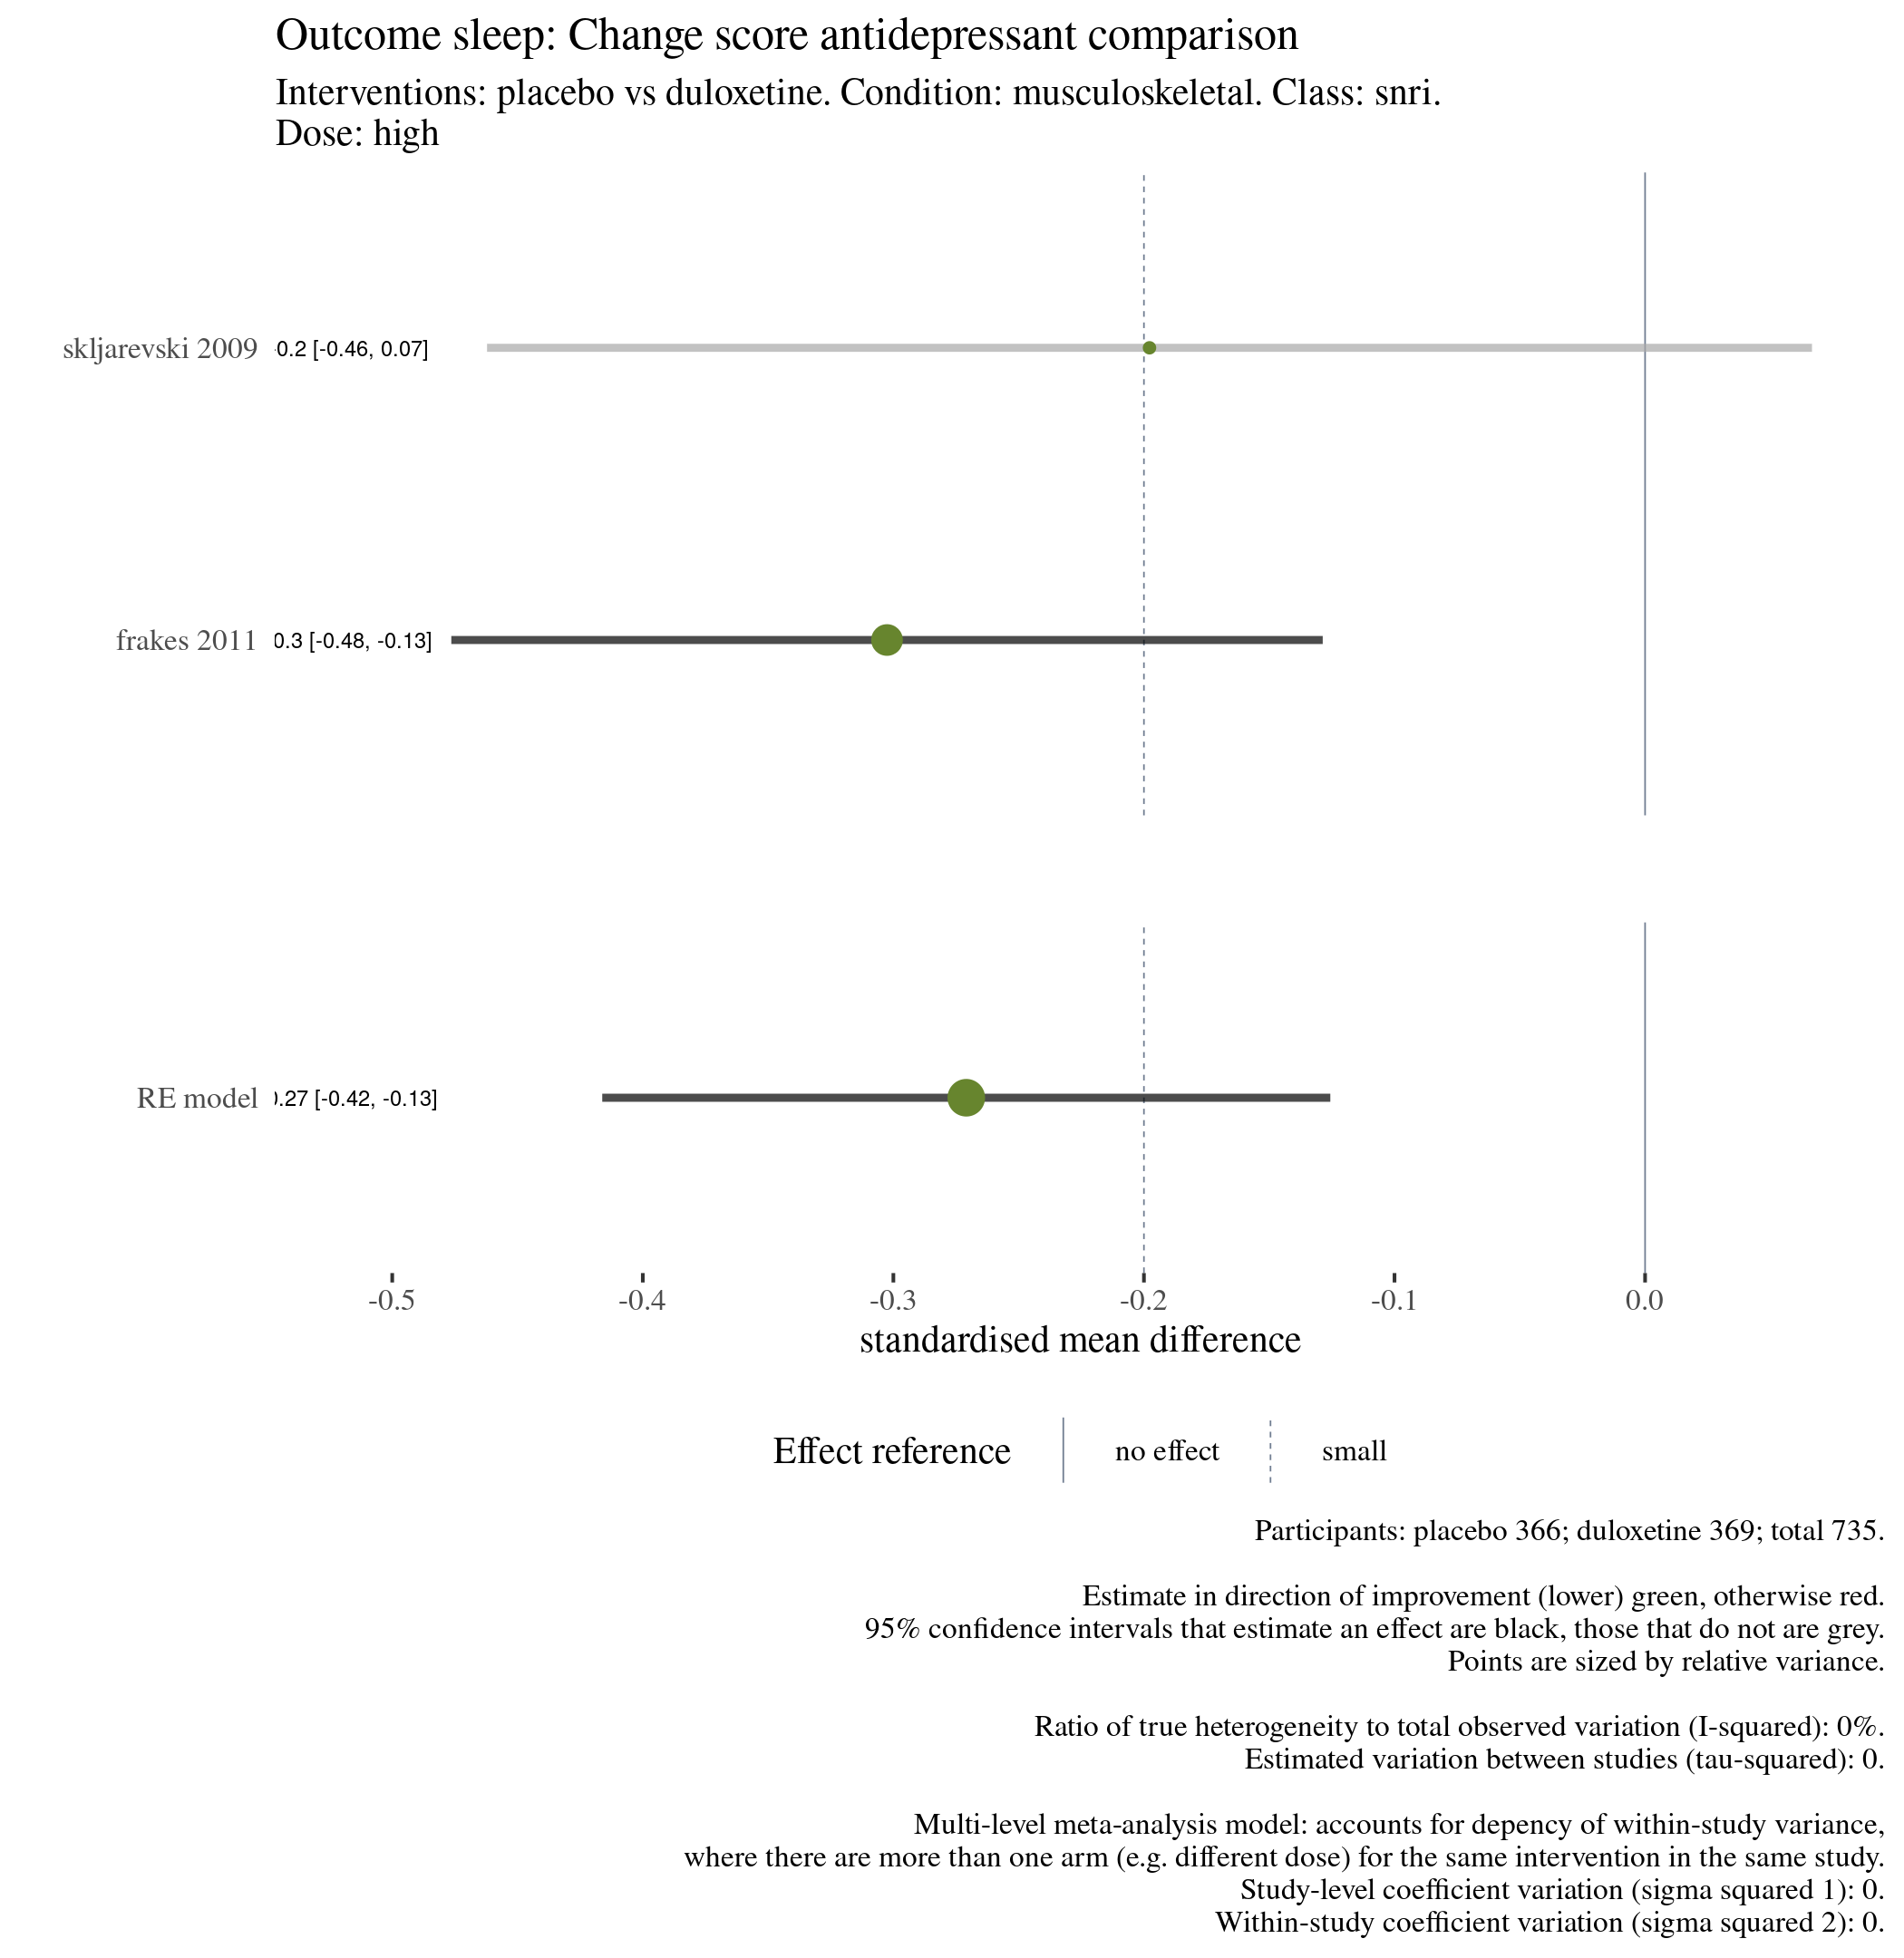 Outcome sleep: Change score antidepressant comparison
Interventions: placebo vs duloxetine. Condition: musculoskeletal. Class: snri.
Dose: high
skljarevski 2009 0.2 [-0.46, 0.07]
frakes 2011 0.3 [-0.48, -0.13]
RE model .27 [-0.42, -0.13]
-0.5 -0.4 -0.3 -0.2 -0.1 0.0
standardised mean difference
Effect reference no effect small
Participants: placebo 366; duloxetine 369; total 735.
Estimate in direction of improvement (lower) green, otherwise red.
95% confidence intervals that estimate an effect are black, those that do not are grey.
Points are sized by relative variance.
Ratio of true heterogeneity to total observed variation (I-squared): 0%.
Estimated variation between studies (tau-squared): 0.
Multi-level meta-analysis model: accounts for depency of within-study variance,
where there are more than one arm (e.g. different dose) for the same intervention in the same study.
Study-level coefficient variation (sigma squared 1): 0.
Within-study coefficient variation (sigma squared 2): 0.